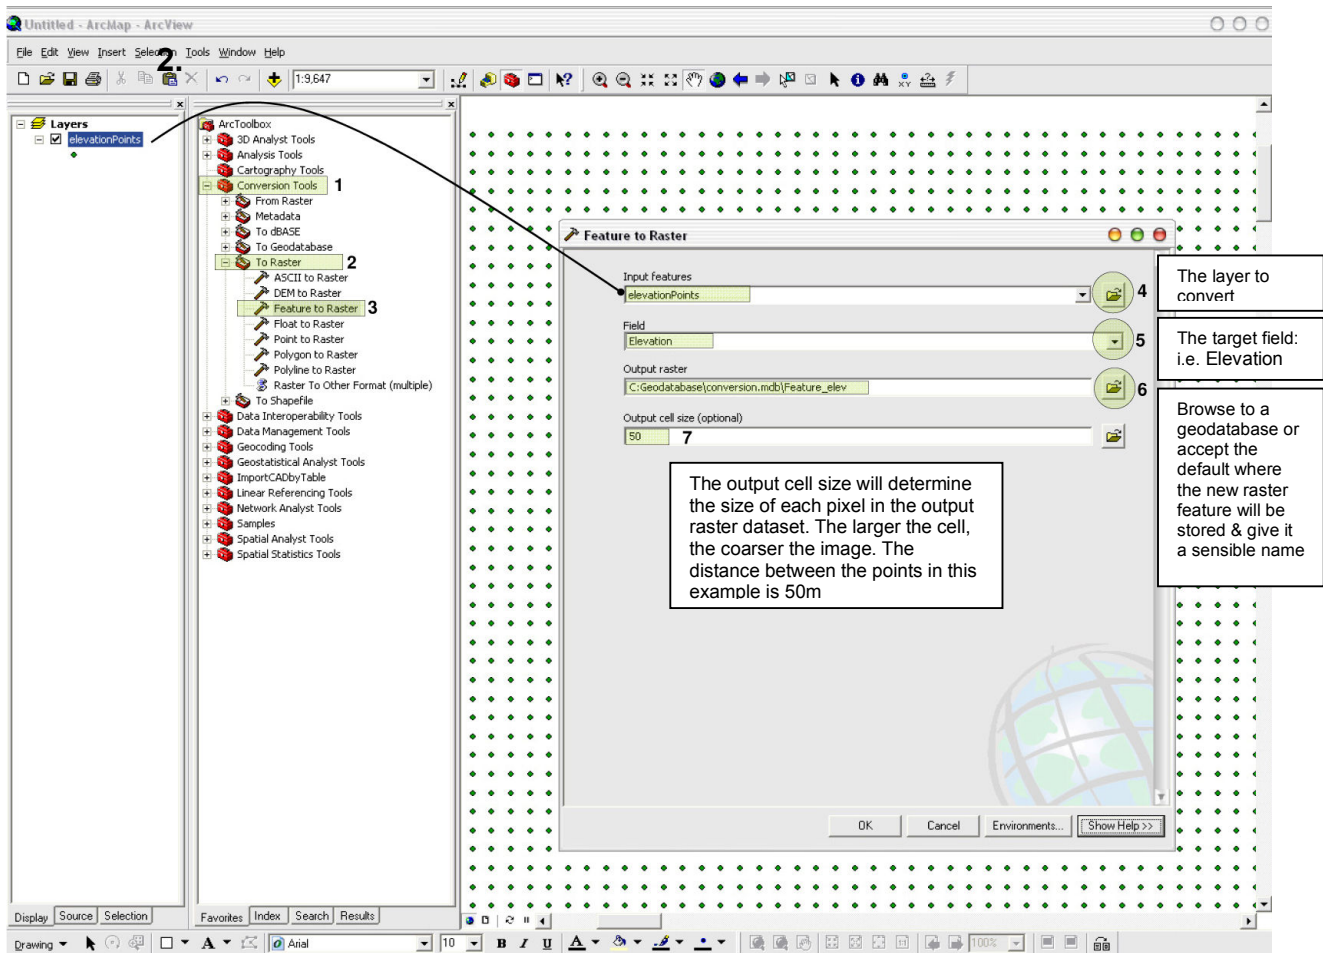 Untitled - ArcMap - ArcView
File Edit View Insert Selection Tools Window Help
2.
1:9,647
Layers
elevationPoints
ArcToolbox
3D Analyst Tools
Analysis Tools
Cartography Tools
Conversion Tools 1
From Raster
Metadata
To dBASE
To Geodatabase
To Raster 2
ASCII to Raster
DEM to Raster
Feature to Raster 3
Float to Raster
Point to Raster
Polygon to Raster
Polyline to Raster
Raster To Other Format (multiple)
To Shapefile
Data Interoperability Tools
Data Management Tools
Geocoding Tools
Geostatistical Analyst Tools
ImportCADbyTable
Linear Referencing Tools
Network Analyst Tools
Samples
Spatial Analyst Tools
Spatial Statistics Tools
Feature to Raster
Input features
elevationPoints 4
Field
Elevation 5
Output raster
C:Geodatabase\conversion.mdb\Feature_elev 6
Output cell size (optional)
50 7
The output cell size will determine
the size of each pixel in the output
raster dataset. The larger the cell,
the coarser the image. The
distance between the points in this
example is 50m
The layer to
convert
The target field:
i.e. Elevation
Browse to a
geodatabase or
accept the
default where
the new raster
feature will be
stored & give it
a sensible name
OK Cancel Environments... Show Help >>
Display Source Selection
Favorites Index Search Results
Drawing A Arial 10 B I U A 100%